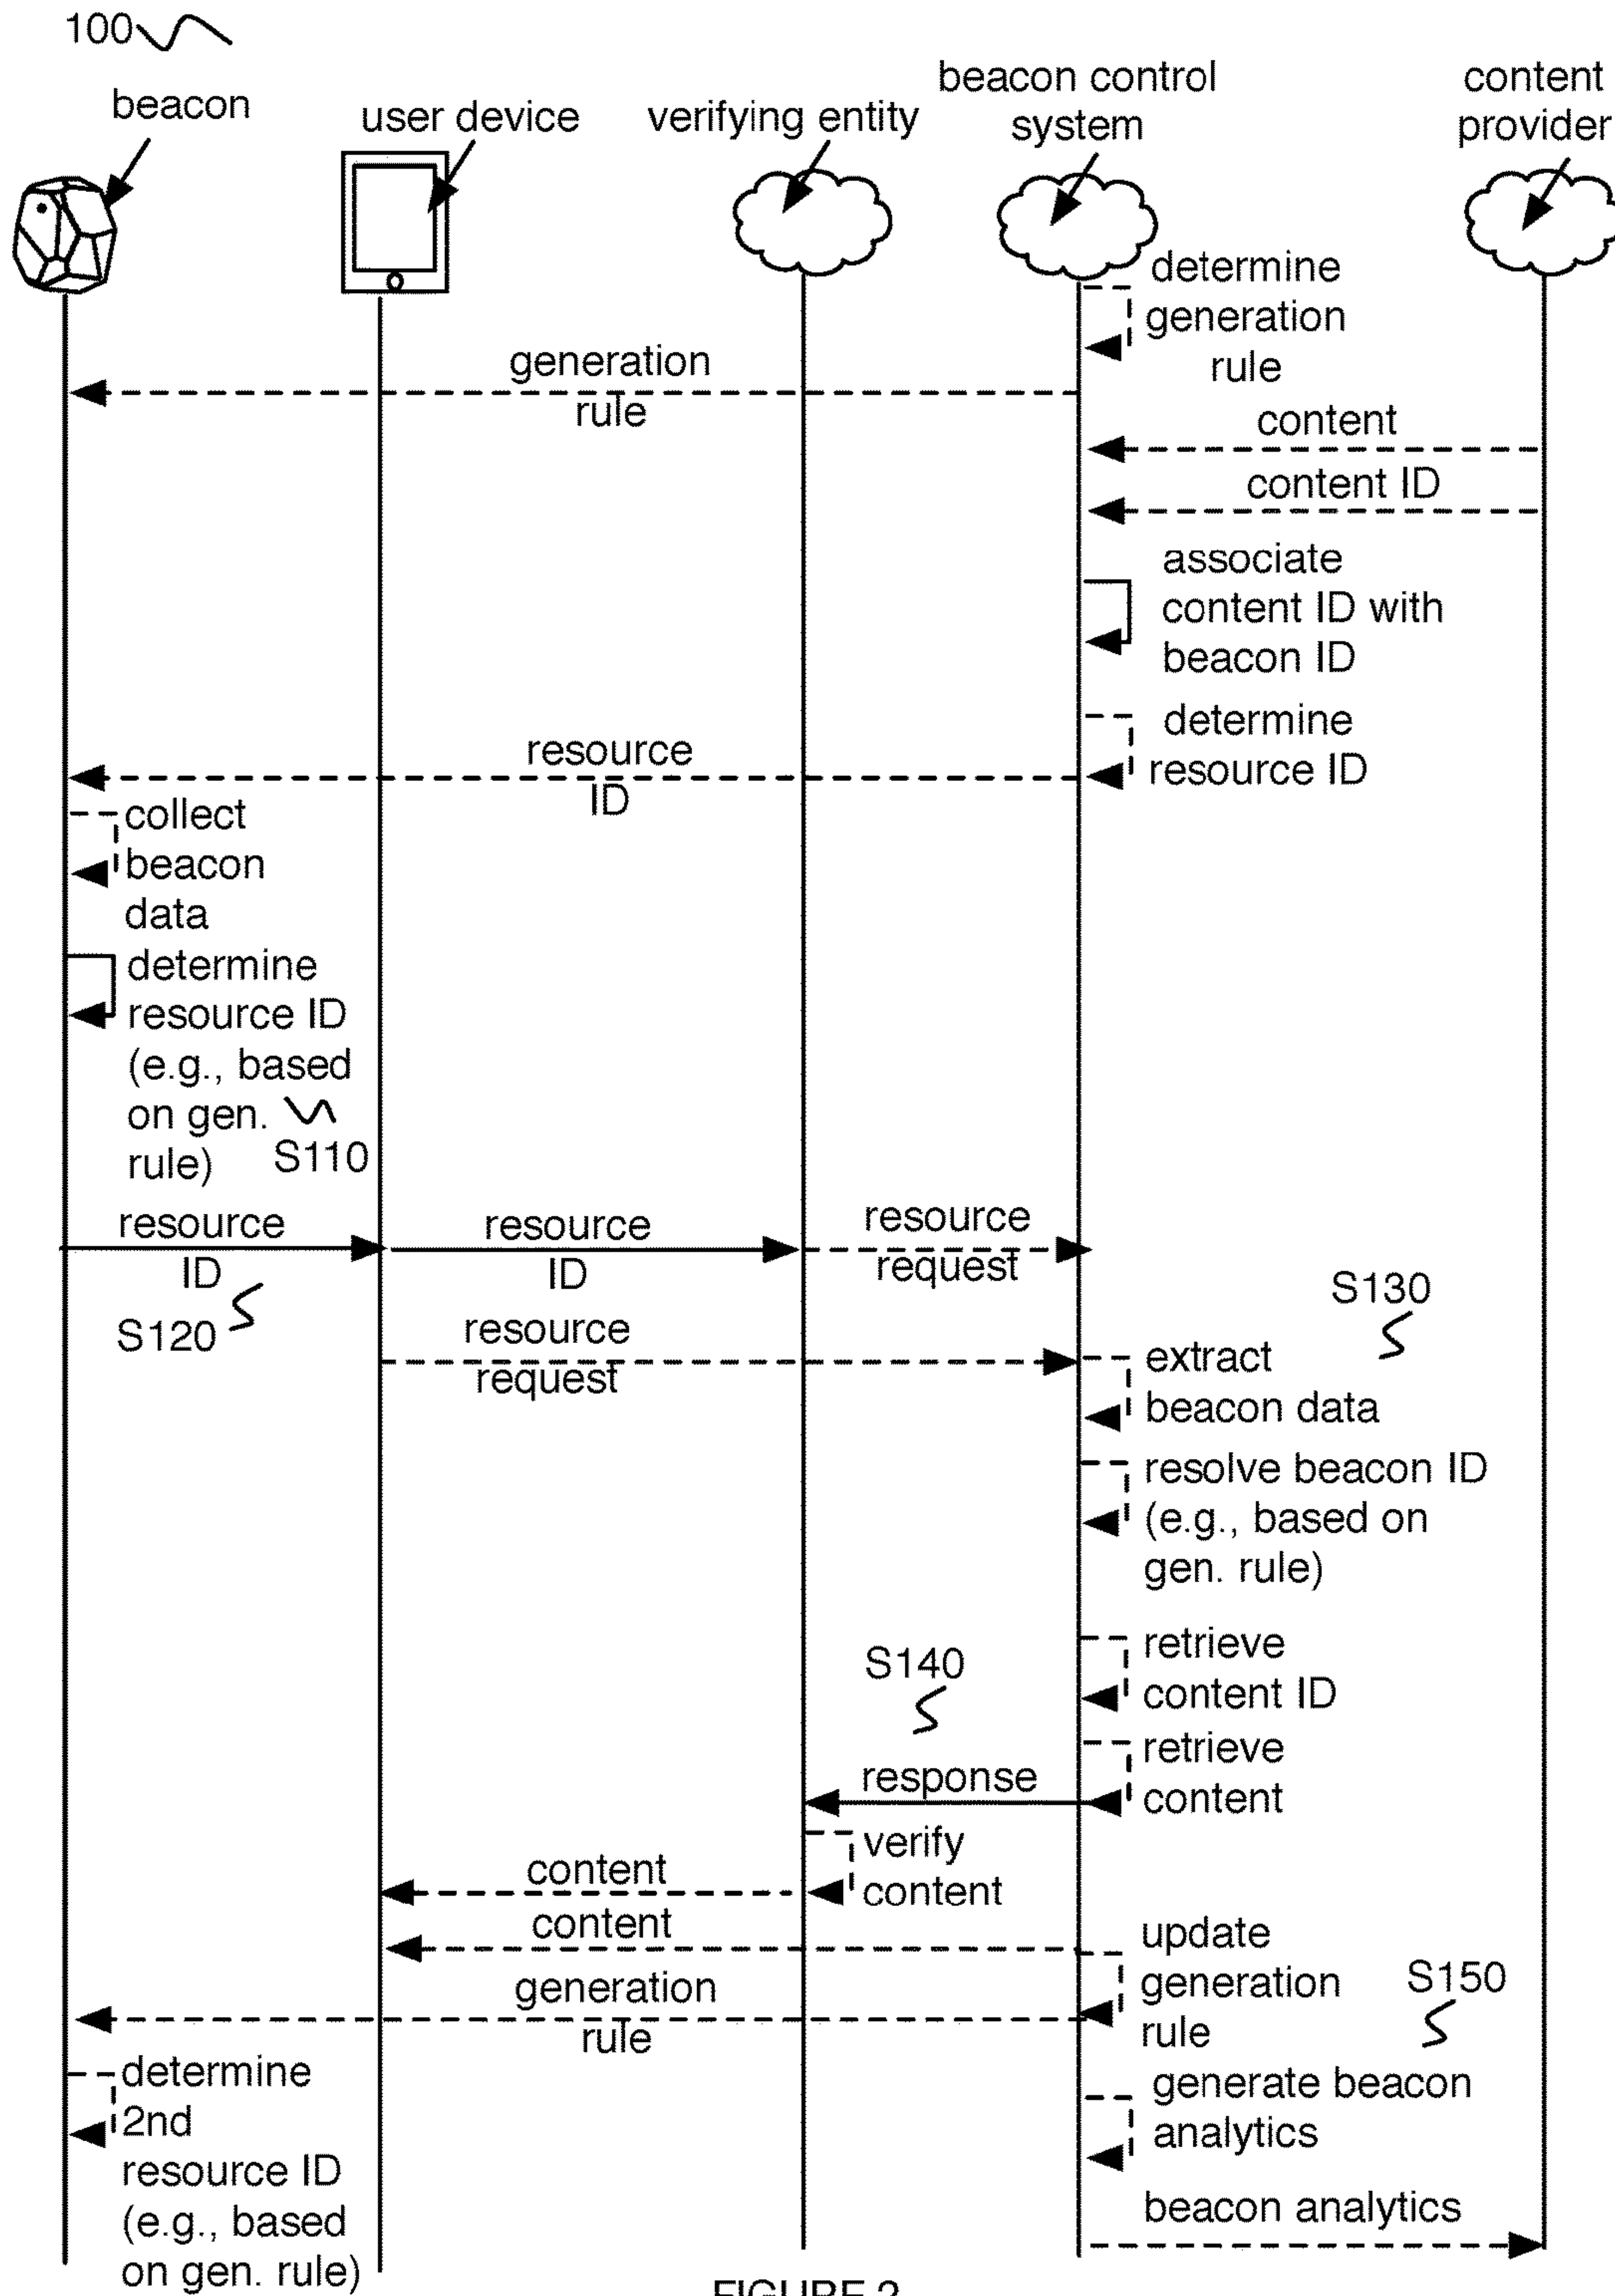 100
beacon
user device
verifying entity
beacon control
system
content
provider
determine
generation
rule
generation
rule
content
content ID
associate
content ID with
beacon ID
determine
resource ID
resource
ID
collect
beacon
data
determine
resource ID
(e.g., based
on gen.
rule)
S110
resource
ID
S120
resource
ID
resource
request
S130
resource
request
extract
beacon data
resolve beacon ID
(e.g., based on
gen. rule)
retrieve
content ID
S140
retrieve
content
response
verify
content
content
content
update
generation
rule
S150
generation
rule
determine
2nd
resource ID
(e.g., based
on gen. rule)
generate beacon
analytics
beacon analytics
FIGURE 2